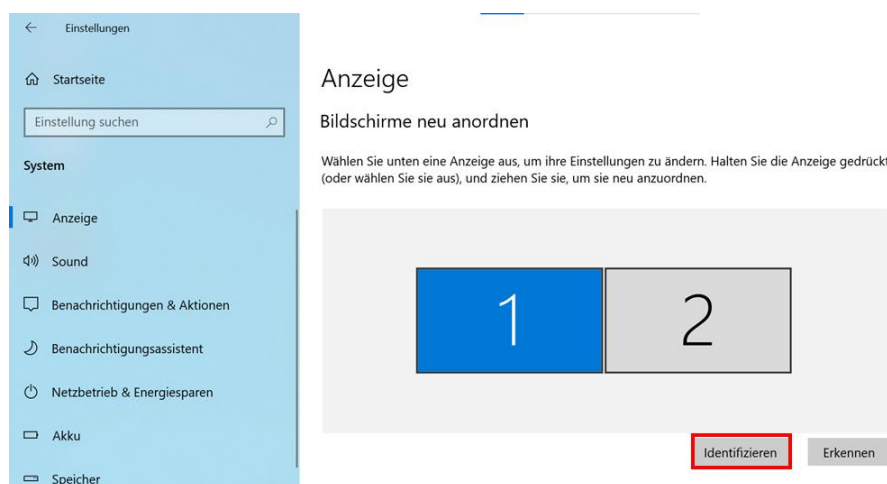 Einstellungen
Startseite
Einstellung suchen
System
Anzeige
Sound
Benachrichtigungen & Aktionen
Benachrichtigungsassistent
Netzbetrieb & Energiesparen
Akku
Speicher
Anzeige
Bildschirme neu anordnen
Wählen Sie unten eine Anzeige aus, um ihre Einstellungen zu ändern. Halten Sie die Anzeige gedrückt
(oder wählen Sie sie aus), und ziehen Sie sie, um sie neu anzuordnen.
1 2
Identifizieren Erkennen